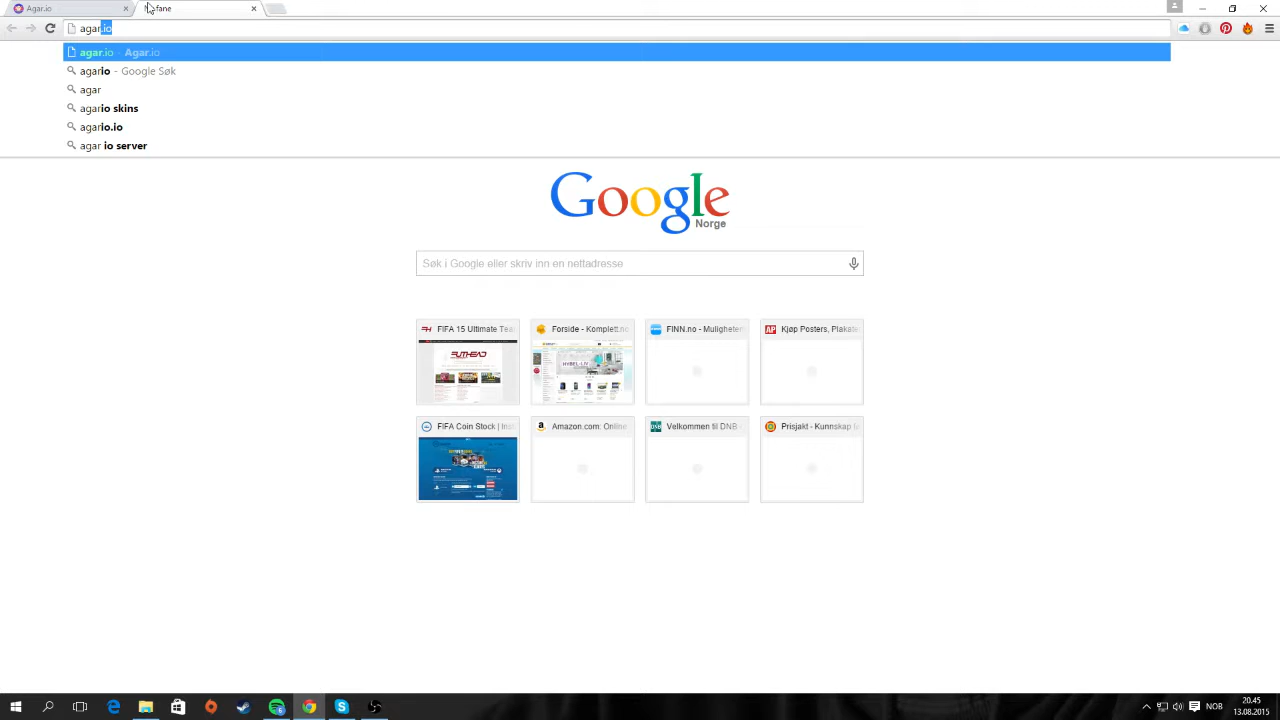 Agar.io
fane
agar.io
agar.io - Agar.io
agario - Google Søk
agar
agario skins
agario.io
agar io server
Google
Norge
Søk i Google eller skriv inn en nettadresse
FIFA 15 Ultimate Tea
Forside - Komplett.no
FINN.no - Muligheten
Kjøp Posters, Plakate
FUTHEAD
FIFA Coin Stock | Inst
Amazon.com: Online
Velkommen til DNB
Prisjakt - Kunnskap
NOB
20.45
13.08.2015